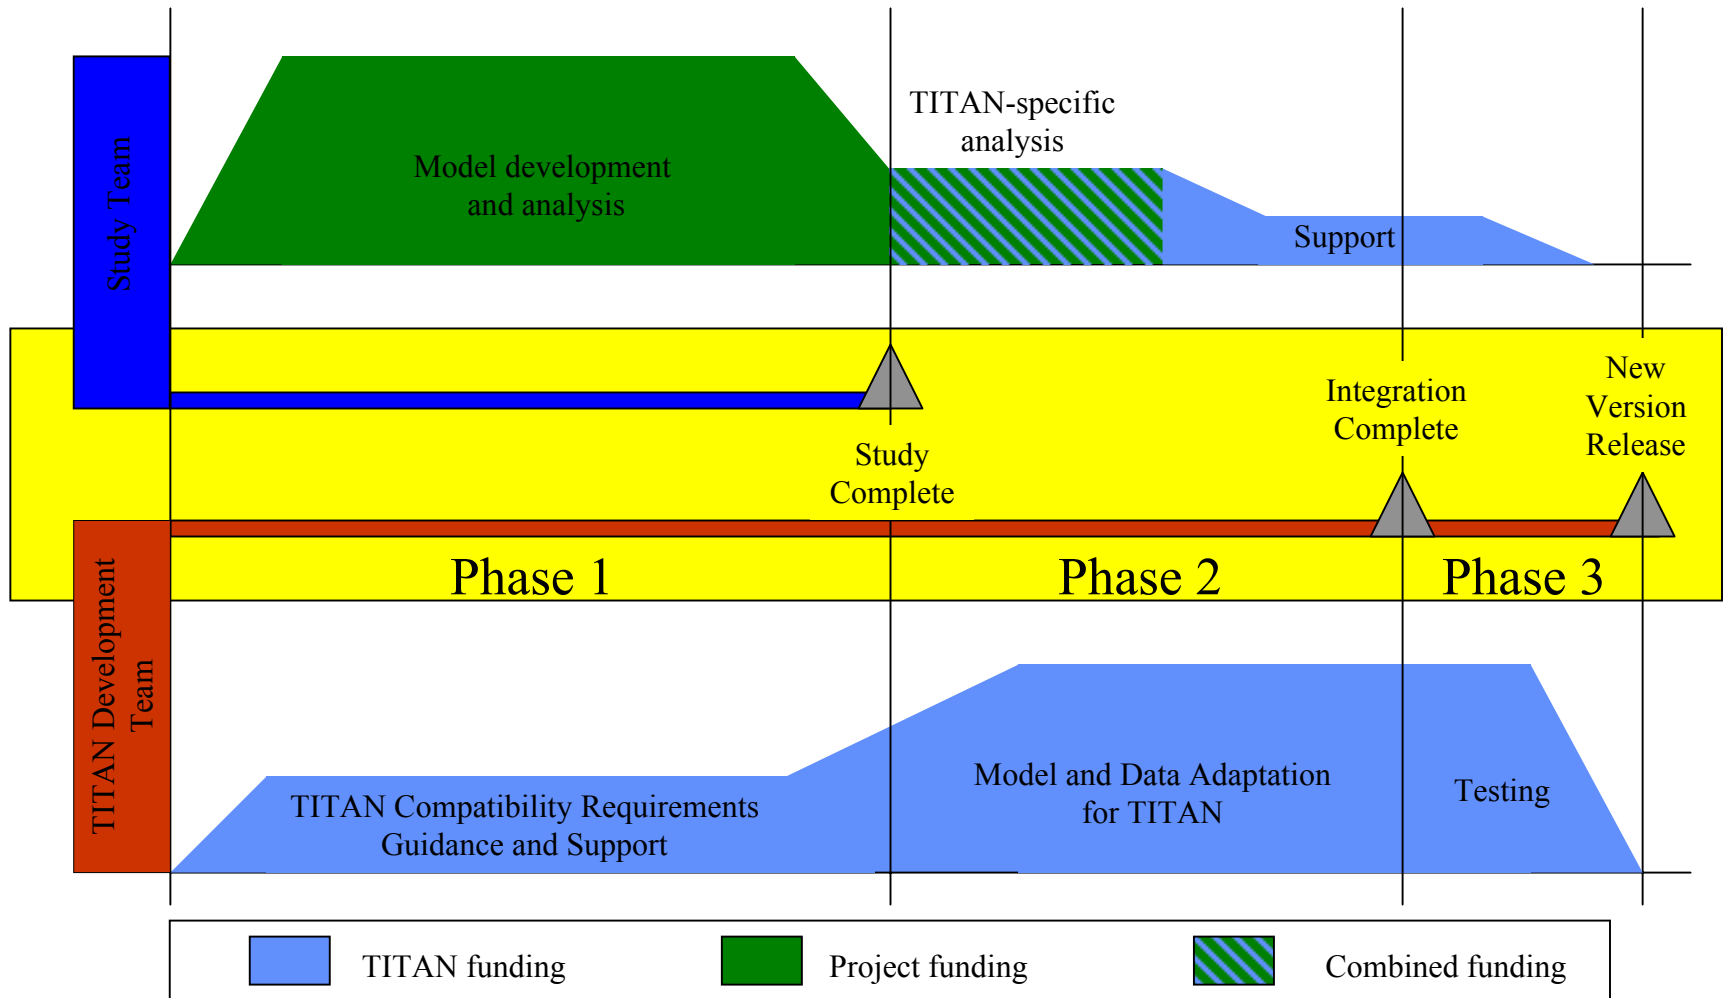 TITAN-specific
analysis
Study Team
Model development
and analysis
Support
New
Version
Release
Integration
Complete
Study
Complete
Phase 1
Phase 2
Phase 3
TITAN Development
Team
TITAN Compatibility Requirements
Guidance and Support
Model and Data Adaptation
for TITAN
Testing
TITAN funding
Project funding
Combined funding